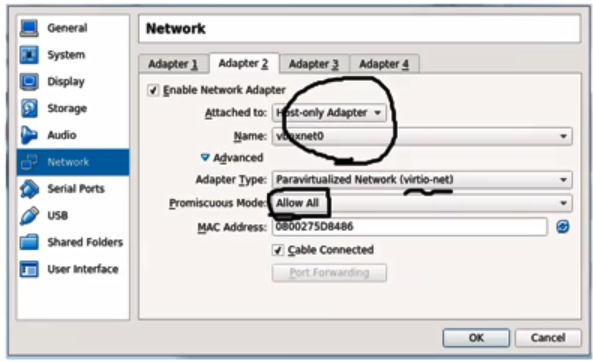 General
System
Display
Storage
Audio
Network
Serial Ports
USB
Shared Folders
User Interface
Network
Adapter 1 Adapter 2 Adapter 3 Adapter 4
Enable Network Adapter
Attached to: Host-only Adapter
Name: vboxnet0
Advanced
Adapter Type: Paravirtualized Network (virtio-net)
Promiscuous Mode: Allow All
MAC Address: 0800275D8486
Cable Connected
Port Forwarding
OK Cancel